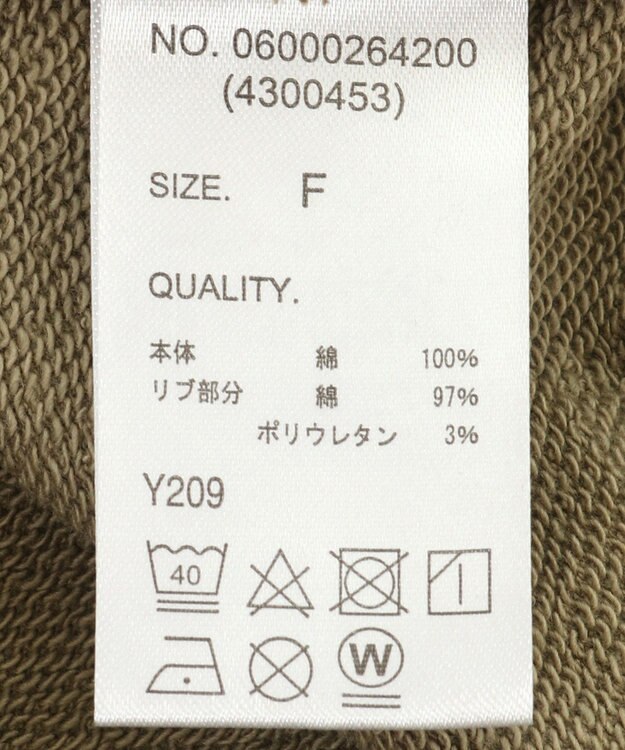 NO. 06000264200
(4300453)
SIZE. F
QUALITY.
本体 綿 100%
リブ部分 綿 97%
ポリウレタン 3%
Y209
40
W